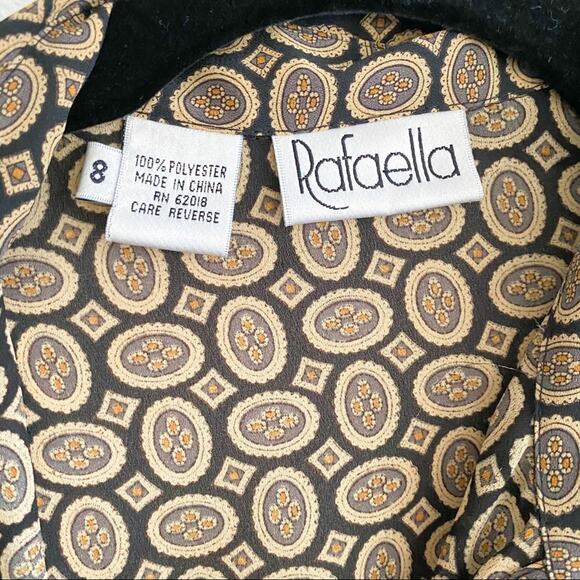 8
100% POLYESTER
MADE IN CHINA
RN 62018
CARE REVERSE
Rafaella